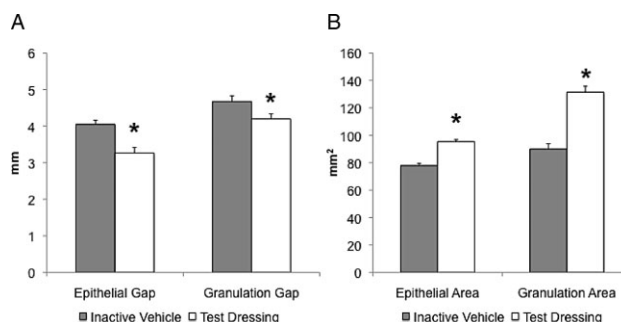 A
6
5
4
3
2
1
0
mm
*
*
Epithelial Gap
Granulation Gap
Inactive Vehicle
Test Dressing
B
160
140
120
100
80
60
40
20
0
mm²
*
*
Epithelial Area
Granulation Area
Inactive Vehicle
Test Dressing